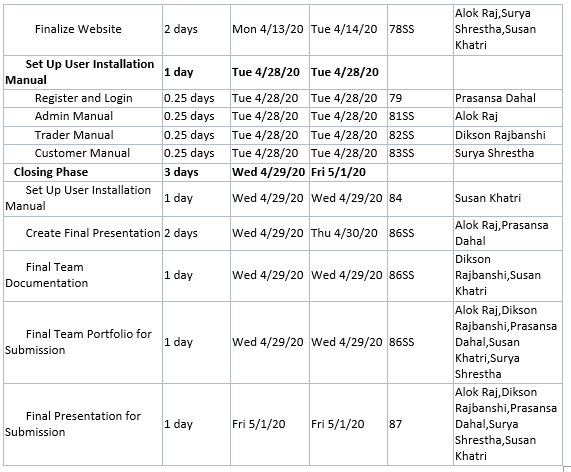 Finalize Website 2 days Mon 4/13/20 Tue 4/14/20 78SS Alok Raj,Surya Shrestha,Susan Khatri
Set Up User Installation Manual 1 day Tue 4/28/20 Tue 4/28/20
Register and Login 0.25 days Tue 4/28/20 Tue 4/28/20 79 Prasansa Dahal
Admin Manual 0.25 days Tue 4/28/20 Tue 4/28/20 81SS Alok Raj
Trader Manual 0.25 days Tue 4/28/20 Tue 4/28/20 82SS Dikson Rajbanshi
Customer Manual 0.25 days Tue 4/28/20 Tue 4/28/20 83SS Surya Shrestha
Closing Phase 3 days Wed 4/29/20 Fri 5/1/20
Set Up User Installation Manual 1 day Wed 4/29/20 Wed 4/29/20 84 Susan Khatri
Create Final Presentation 2 days Wed 4/29/20 Thu 4/30/20 86SS Alok Raj,Prasansa Dahal
Final Team Documentation 1 day Wed 4/29/20 Wed 4/29/20 86SS Dikson Rajbanshi,Susan Khatri
Final Team Portfolio for Submission 1 day Wed 4/29/20 Wed 4/29/20 86SS Alok Raj,Dikson Rajbanshi,Prasansa Dahal,Susan Khatri,Surya Shrestha
Final Presentation for Submission 1 day Fri 5/1/20 Fri 5/1/20 87 Alok Raj,Dikson Rajbanshi,Prasansa Dahal,Surya Shrestha,Susan Khatri